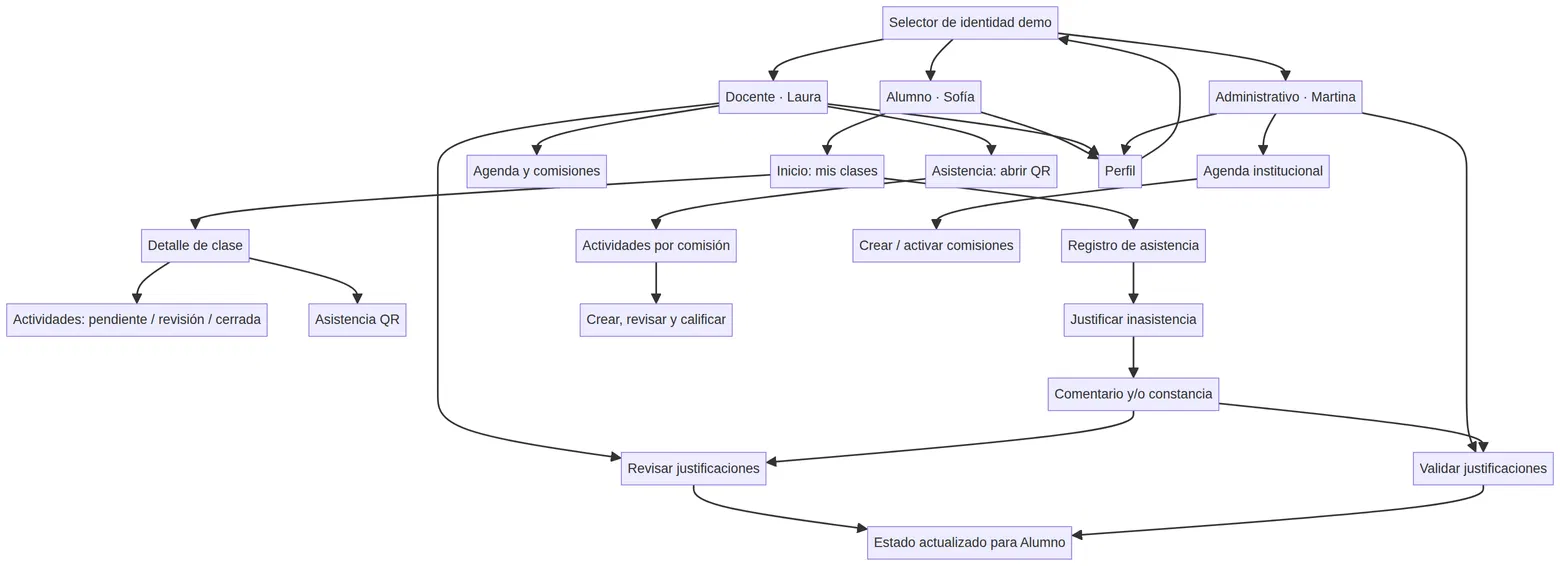 Selector de identidad demo
Docente · Laura
Alumno · Sofía
Administrativo · Martina
Agenda y comisiones
Inicio: mis clases
Asistencia: abrir QR
Perfil
Agenda institucional
Detalle de clase
Actividades por comisión
Crear / activar comisiones
Registro de asistencia
Actividades: pendiente / revisión / cerrada
Asistencia QR
Crear, revisar y calificar
Justificar inasistencia
Comentario y/o constancia
Revisar justificaciones
Validar justificaciones
Estado actualizado para Alumno